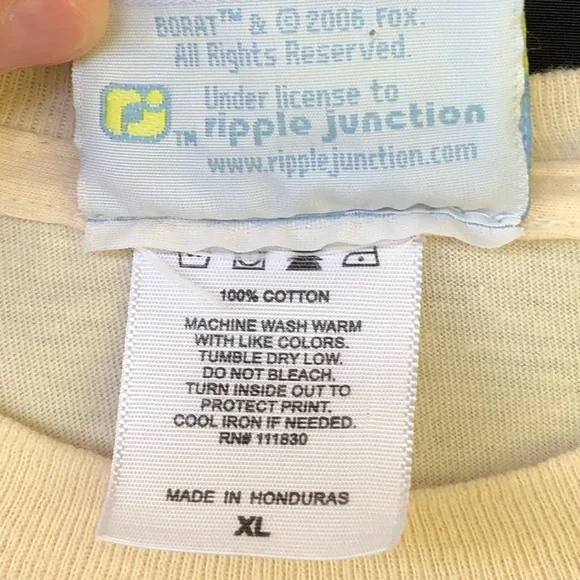 BORAT™ & © 2006 Fox.
All Rights Reserved.
rj™
Under license to
ripple junction
www.ripplejunction.com
100% COTTON
MACHINE WASH WARM
WITH LIKE COLORS.
TUMBLE DRY LOW.
DO NOT BLEACH.
TURN INSIDE OUT TO
PROTECT PRINT.
COOL IRON IF NEEDED.
RN# 111830
MADE IN HONDURAS
XL